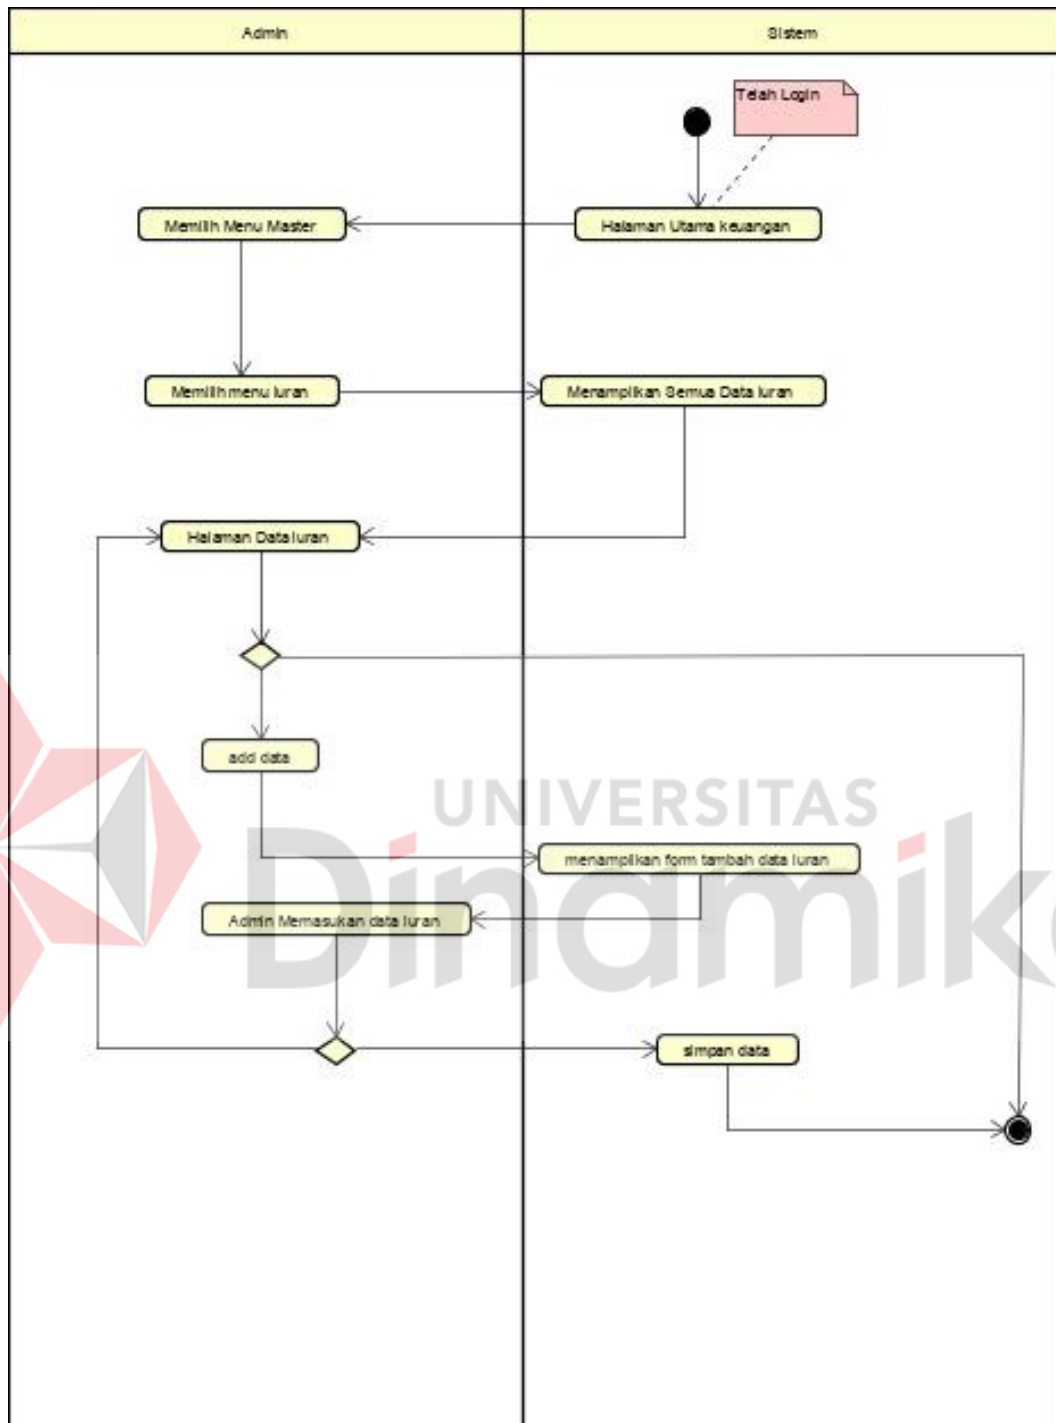 Admin
Sistem
Telah Login
Memilih Menu Master
Halaman Utama keuangan
Memilih menu Iuran
Menampilkan Semua Data Iuran
Halaman Data Iuran
add data
UNIVERSITAS
Dinamika
menampilkan form tambah data Iuran
Admin Memasukan data Iuran
simpan data